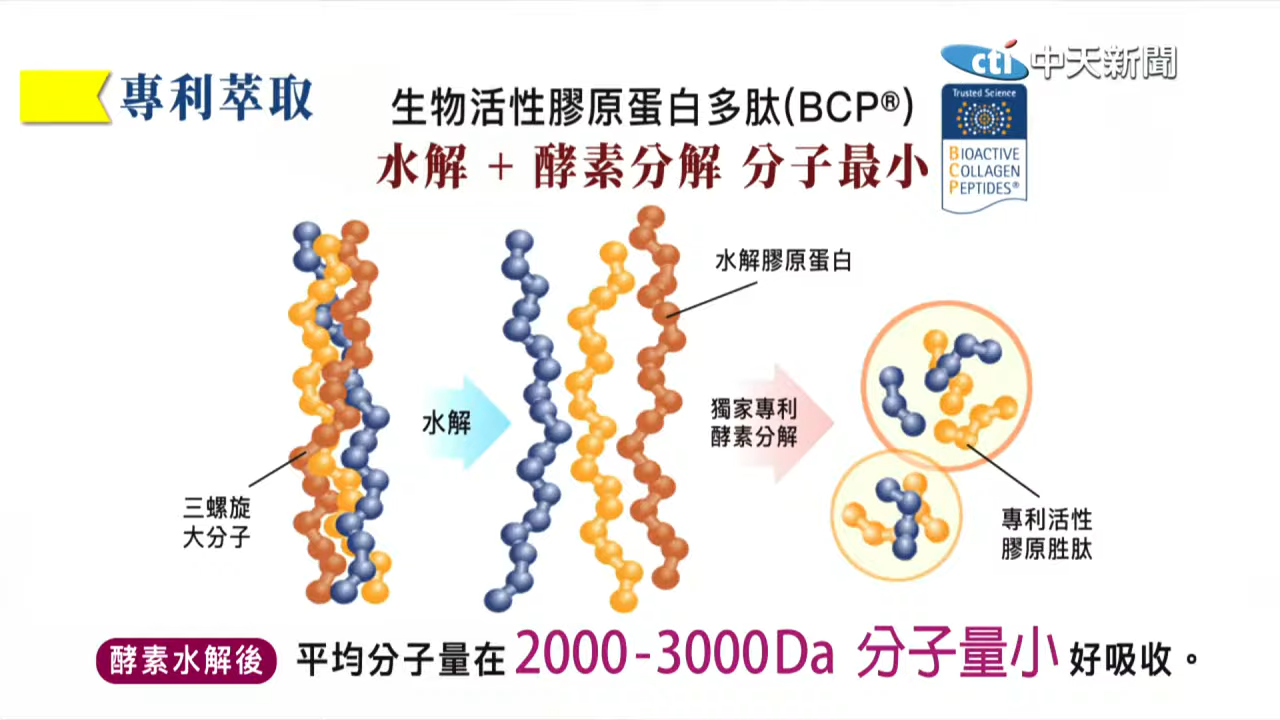 專利萃取
生物活性膠原蛋白多肽(BCP®)
水解 + 酵素分解 分子最小
cti 中天新聞
Trusted Science
BIOACTIVE
COLLAGEN
PEPTIDES®
水解膠原蛋白
水解
獨家專利
酵素分解
三螺旋
大分子
專利活性
膠原胜肽
酵素水解後 平均分子量在2000-3000Da 分子量小 好吸收。